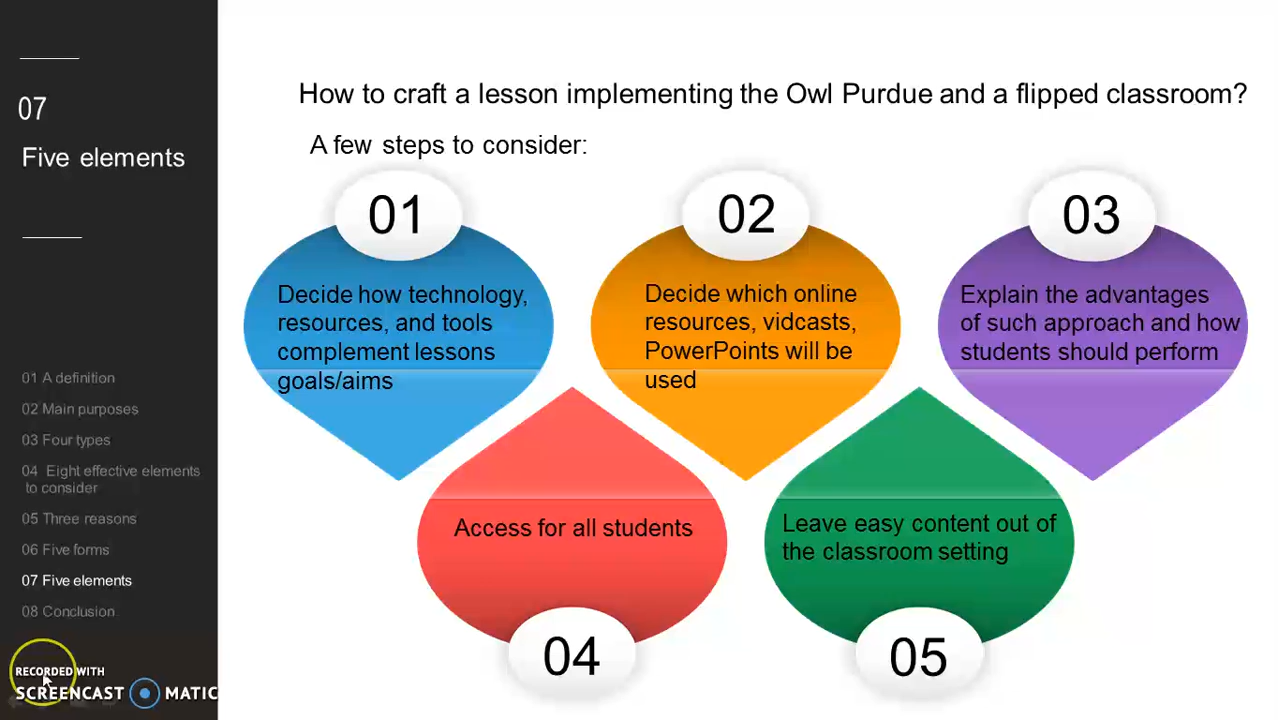 07
Five elements
01 A definition
02 Main purposes
03 Four types
04 Eight effective elements
to consider
05 Three reasons
06 Five forms
07 Five elements
08 Conclusion
RECORDED WITH
SCREENCAST MATIC
How to craft a lesson implementing the Owl Purdue and a flipped classroom?
A few steps to consider:
01
Decide how technology,
resources, and tools
complement lessons
goals/aims
02
Decide which online
resources, vidcasts,
PowerPoints will be
used
03
Explain the advantages
of such approach and how
students should perform
Access for all students
04
Leave easy content out of
the classroom setting
05